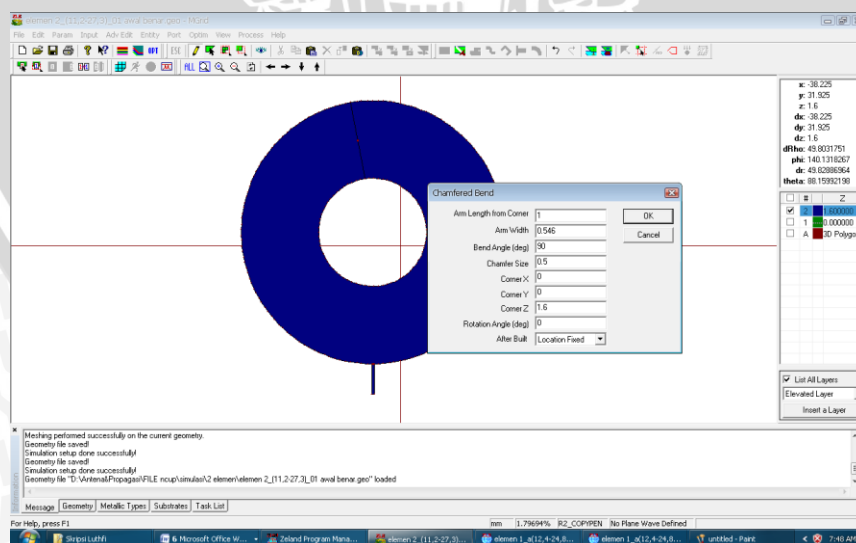 elemen 2_(11,2-27,3)_01 awal benar.geo - MGrid
File Edit Param Input Adv Edit Entity Port Optim View Process Help
ALL
x: -38.225
y: 31.925
z: 1.6
dx: -38.225
dy: 31.925
dz: 1.6
dRho: 49.8031751
phi: 140.1318267
dr: 49.82886964
theta: 88.15992198
# Z
2 1.600000
1 0.000000
A 3D Polygo
List All Layers
Elevated Layer
Insert a Layer
Chamfered Bend
Arm Length from Corner 1
Arm Width 0.546
Bend Angle (deg) 90
Chamfer Size 0.5
Corner X 0
Corner Y 0
Corner Z 1.6
Rotation Angle (deg) 0
After Built Location Fixed
OK
Cancel
Meshing performed successfully on the current geometry.
Geometry file saved!
Simulation setup done successfully!
Geometry file saved!
Simulation setup done successfully!
Geometry file "D:\Antena&Propagasi\FILE ncup\simulasi\2 elemen\elemen 2_(11,2-27,3)_01 awal benar.geo" loaded
Message Geometry Metallic Types Substrates Task List
For Help, press F1
mm 1.79694% R2_COPYPEN No Plane Wave Defined
Skripsi Luthfi
6 Microsoft Office W...
Zeland Program Mana...
elemen 2_(11,2-27,3)...
elemen 1_a(12,4-24,8...
elemen 1_a(12,4-24,8...
untitled - Paint
7:48 AM